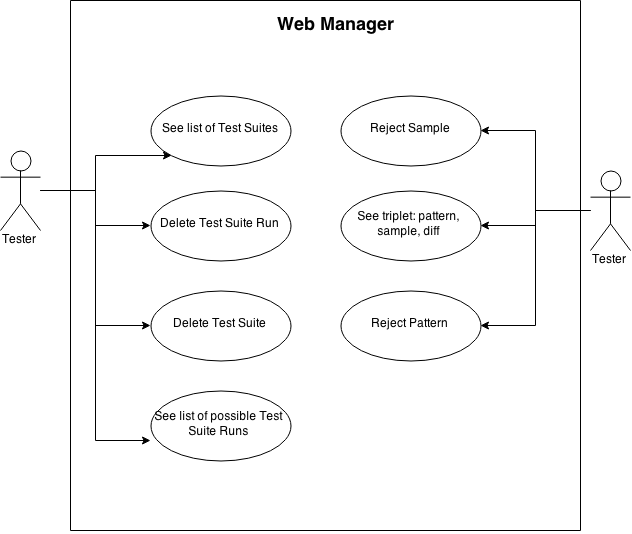 Web Manager
See list of Test Suites
Reject Sample
Tester
Delete Test Suite Run
See triplet: pattern,
sample, diff
Tester
Delete Test Suite
Reject Pattern
See list of possible Test
Suite Runs